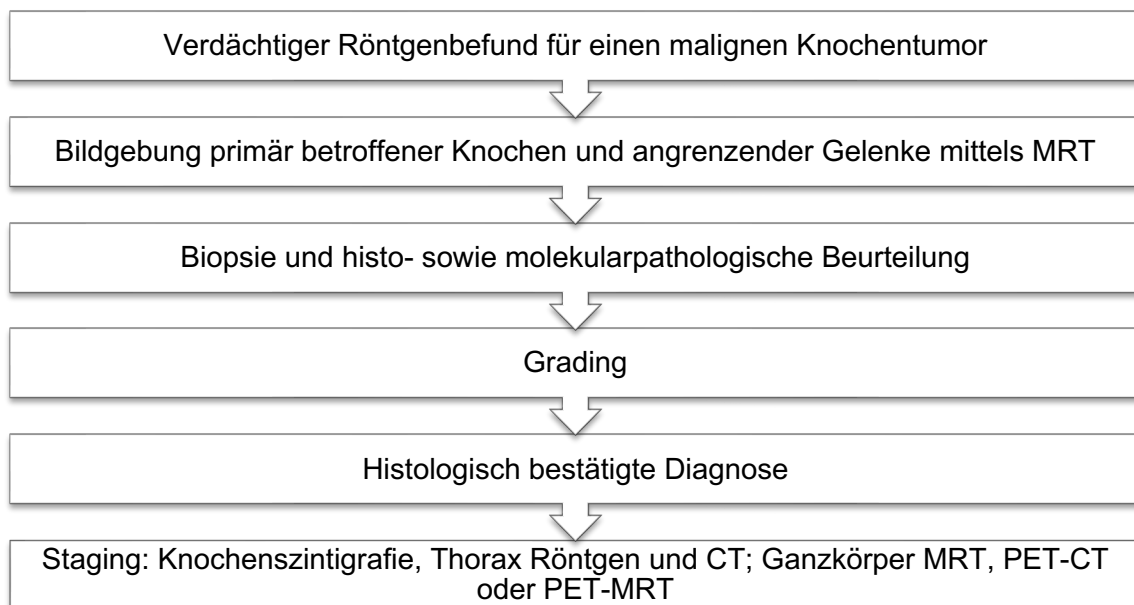 Verdächtiger Röntgenbefund für einen malignen Knochentumor
Bildgebung primär betroffener Knochen und angrenzender Gelenke mittels MRT
Biopsie und histo- sowie molekularpathologische Beurteilung
Grading
Histologisch bestätigte Diagnose
Staging: Knochenszintigrafie, Thorax Röntgen und CT; Ganzkörper MRT, PET-CT
oder PET-MRT